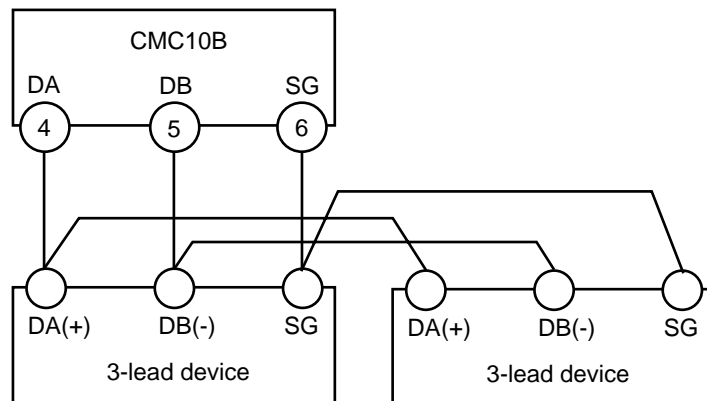 CMC10B
DA DB SG
4 5 6
DA(+) DB(-) SG DA(+) DB(-) SG
3-lead device 3-lead device